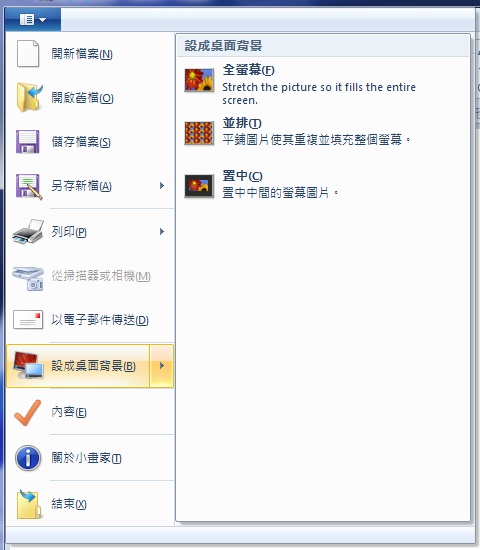 開新檔案(N)
開啟舊檔(O)
儲存檔案(S)
另存新檔(A)
列印(P)
從掃描器或相機(M)
以電子郵件傳送(D)
設成桌面背景(B)
內容(E)
關於小畫家(T)
結束(X)
設成桌面背景
全螢幕(F)
Stretch the picture so it fills the entire
screen.
並排(T)
平鋪圖片使其重複並填充整個螢幕。
置中(C)
置中中間的螢幕圖片。